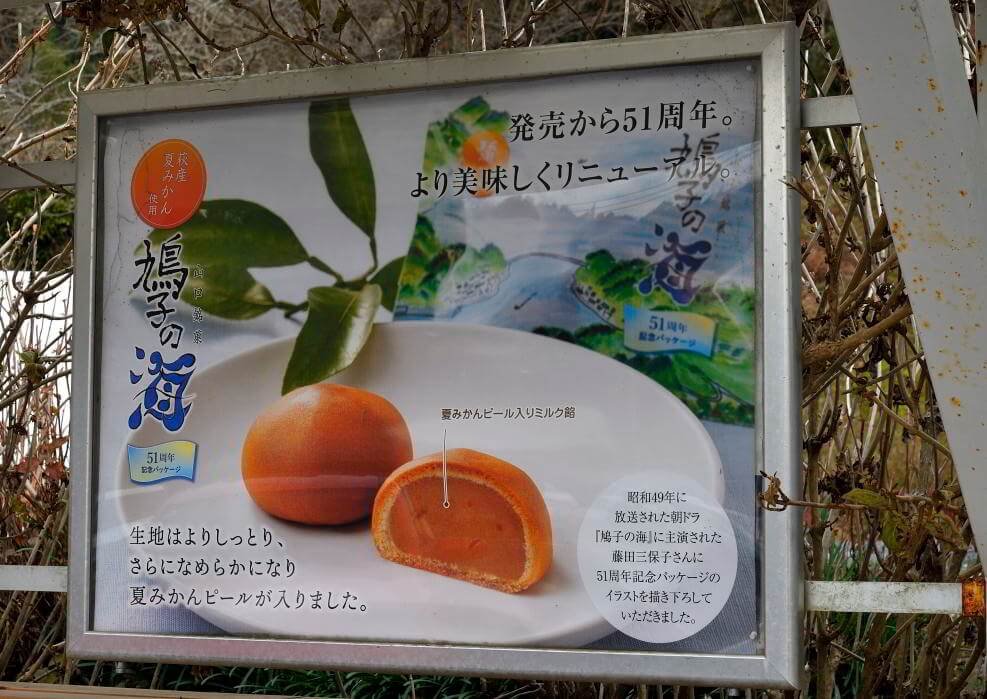 発売から51周年。
より美味しくリニューアル。
萩産
夏みかん
使用
山口銘菓
鳩子の海
51周年
記念パッケージ
鳩子の
海
51周年
記念パッケージ
夏みかんピール入りミルク餡
生地はよりしっとり、
さらになめらかになり
夏みかんピールが入りました。
昭和49年に
放送された朝ドラ
『鳩子の海』に主演された
藤田三保子さんに
51周年記念パッケージの
イラストを描き下ろして
いただきました。